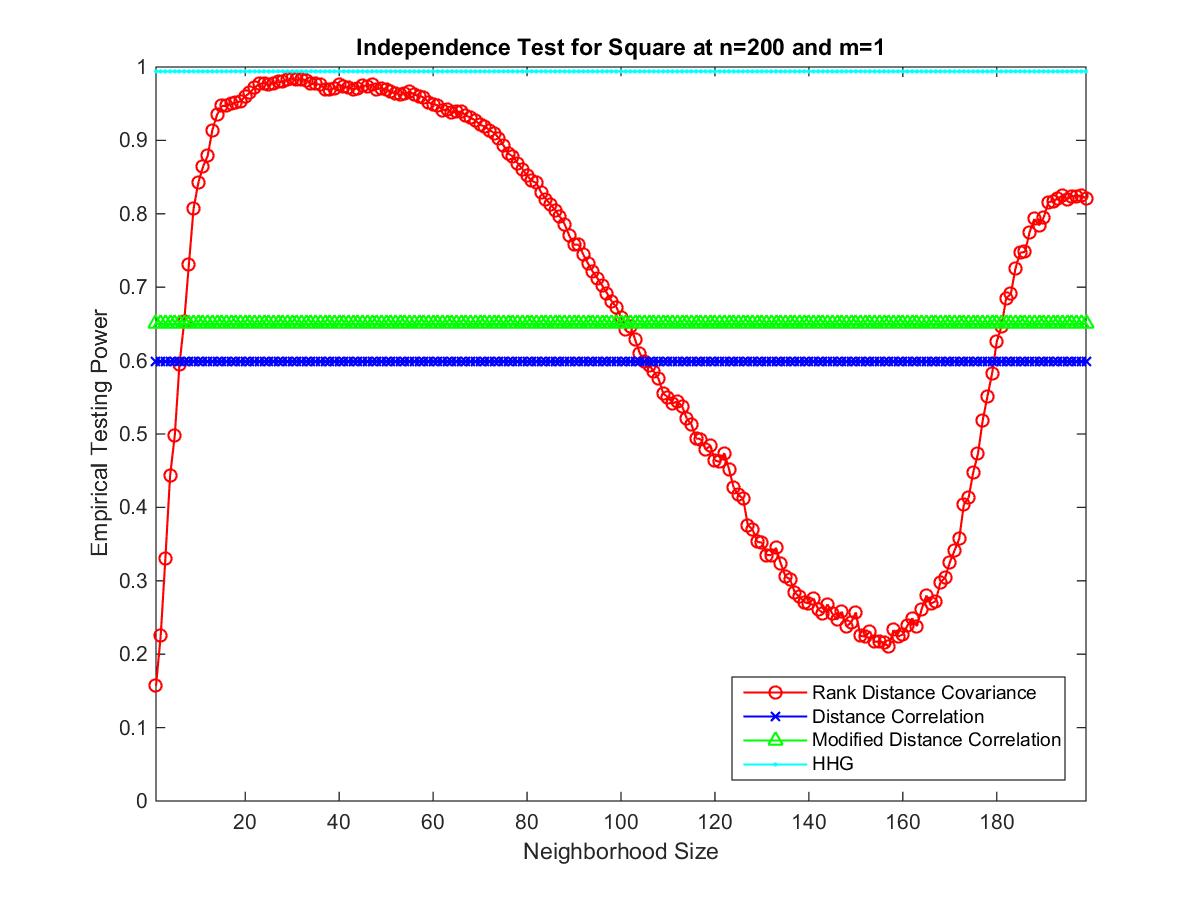 Independence Test for Square at n=200 and m=1
Empirical Testing Power
1
0.9
0.8
0.7
0.6
0.5
0.4
0.3
0.2
0.1
0
20 40 60 80 100 120 140 160 180
Neighborhood Size
Rank Distance Covariance
Distance Correlation
Modified Distance Correlation
HHG